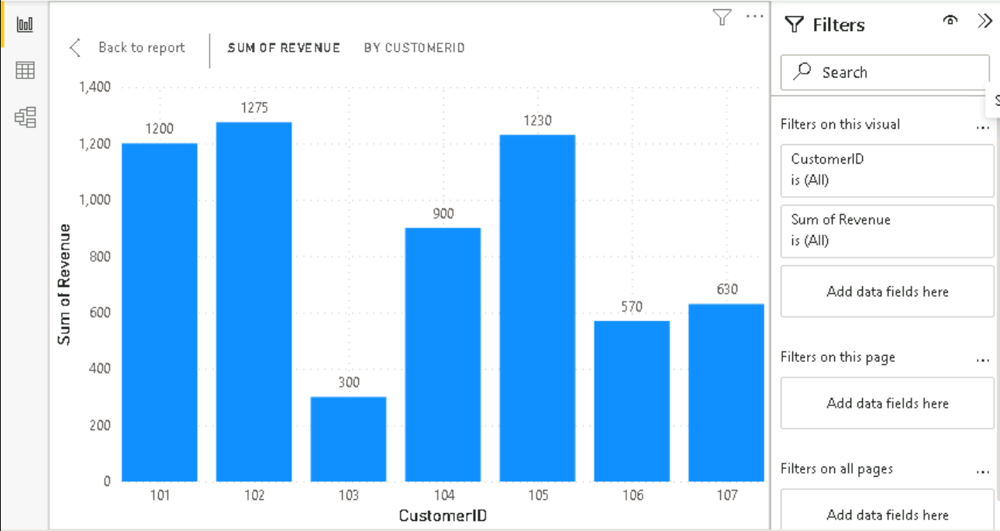 Back to report
SUM OF REVENUE
BY CUSTOMERID
1,400
1,200
1,000
800
600
400
200
0
Sum of Revenue
1200
1275
300
900
1230
570
630
101
102
103
104
105
106
107
CustomerID
Filters
Search
S
Filters on this visual
...
CustomerID
is (All)
Sum of Revenue
is (All)
Add data fields here
Filters on this page
...
Add data fields here
Filters on all pages
...
Add data fields here